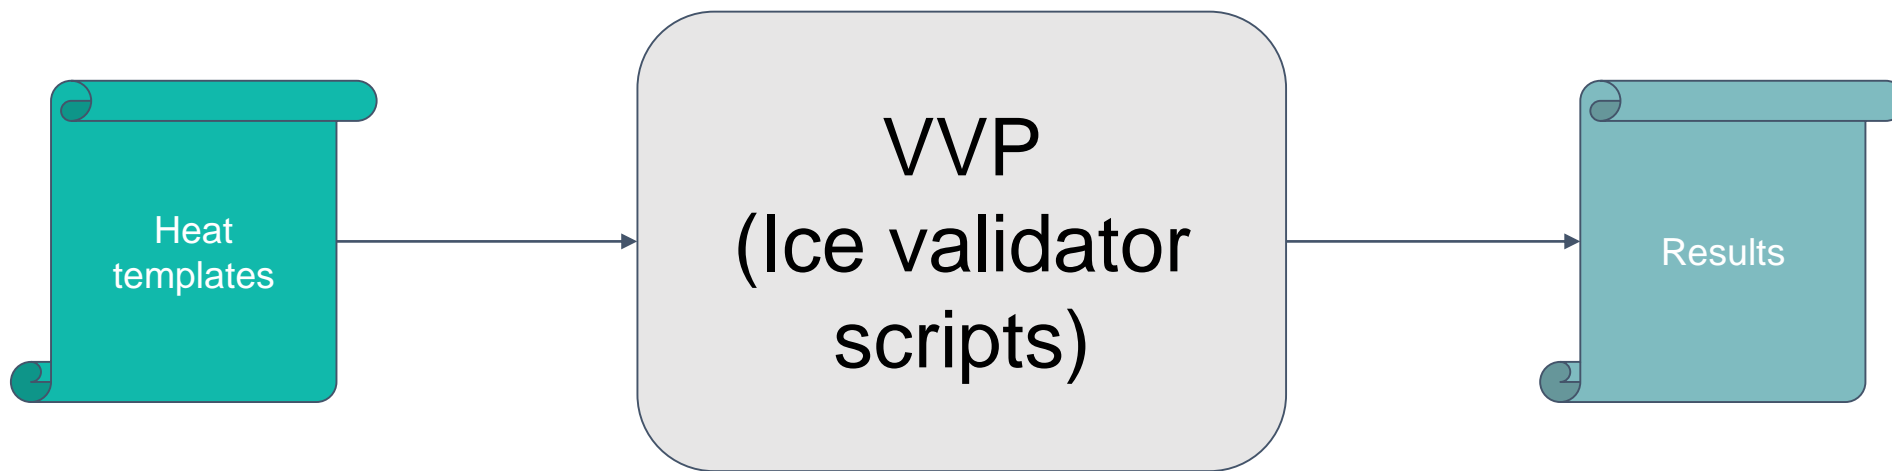 Heat
templates
VVP
(Ice validator
scripts)
Results